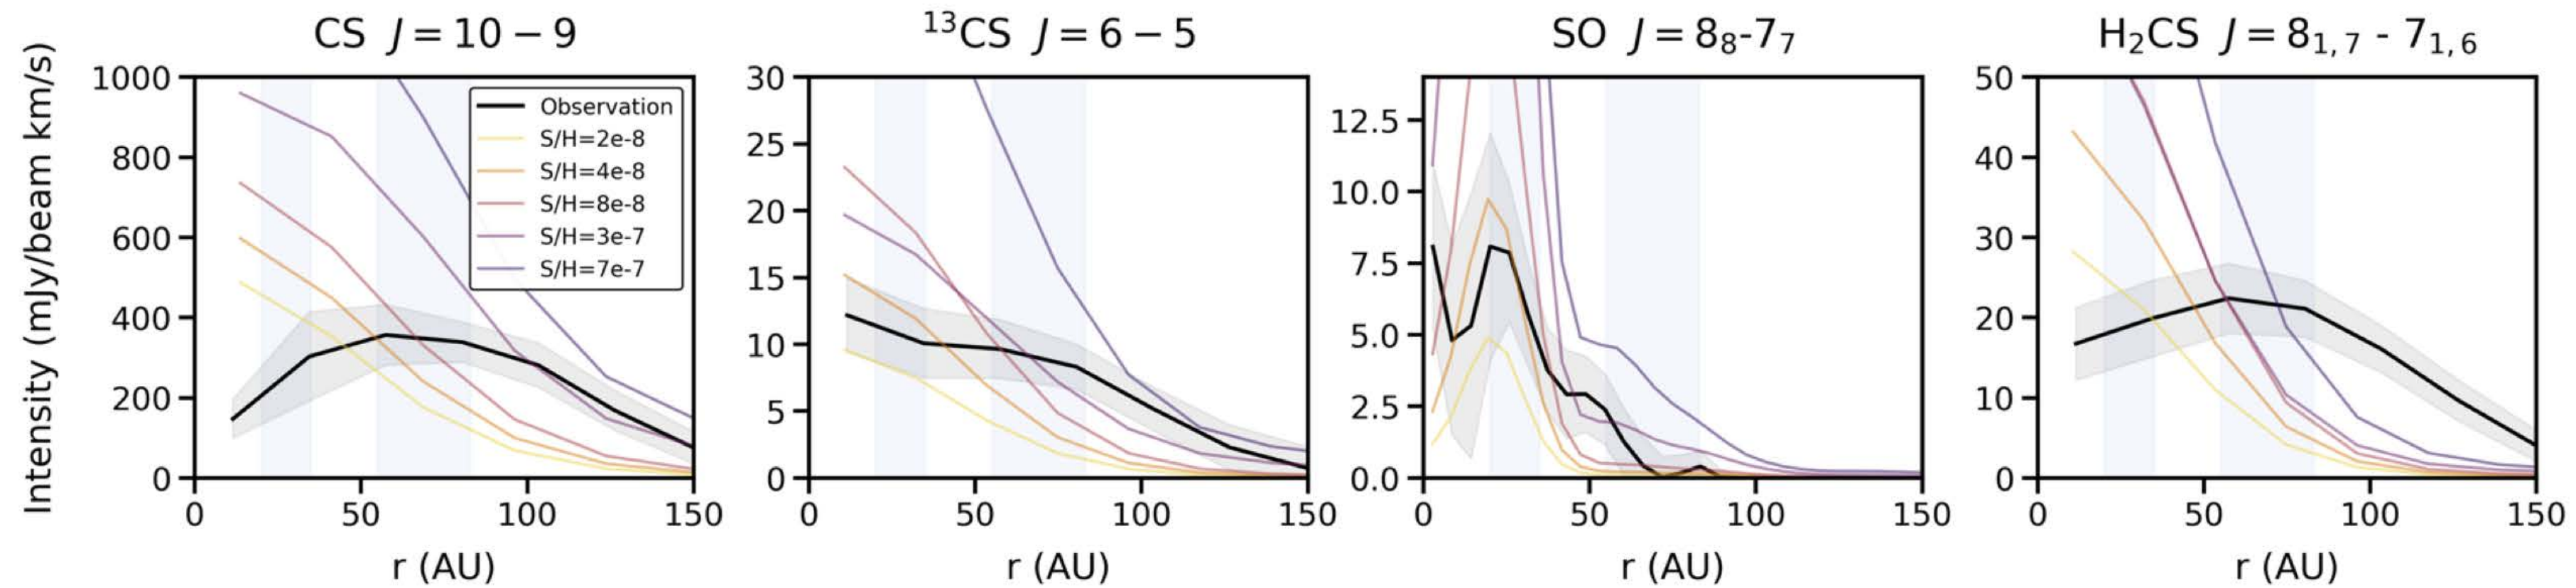 CS J = 10 − 9
¹³CS J = 6 − 5
SO J = 8₈-7₇
H₂CS J = 8₁,₇ - 7₁,₆
Intensity (mJy/beam km/s)
1000
800
600
400
200
0
Observation
S/H=2e-8
S/H=4e-8
S/H=8e-8
S/H=3e-7
S/H=7e-7
0 50 100 150
r (AU)
30
25
20
15
10
5
0
0 50 100 150
r (AU)
12.5
10.0
7.5
5.0
2.5
0.0
0 50 100 150
r (AU)
50
40
30
20
10
0
0 50 100 150
r (AU)